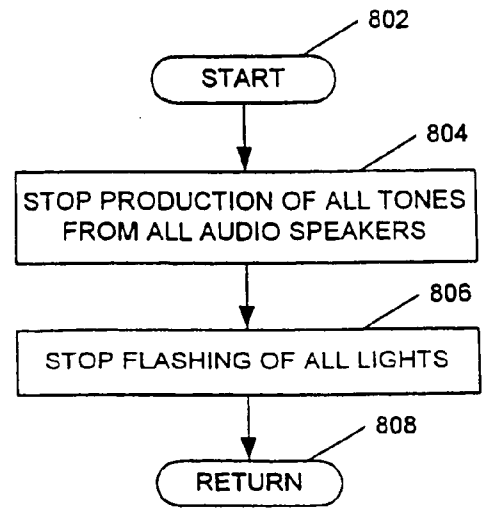 802
START
804
STOP PRODUCTION OF ALL TONES
FROM ALL AUDIO SPEAKERS
806
STOP FLASHING OF ALL LIGHTS
808
RETURN